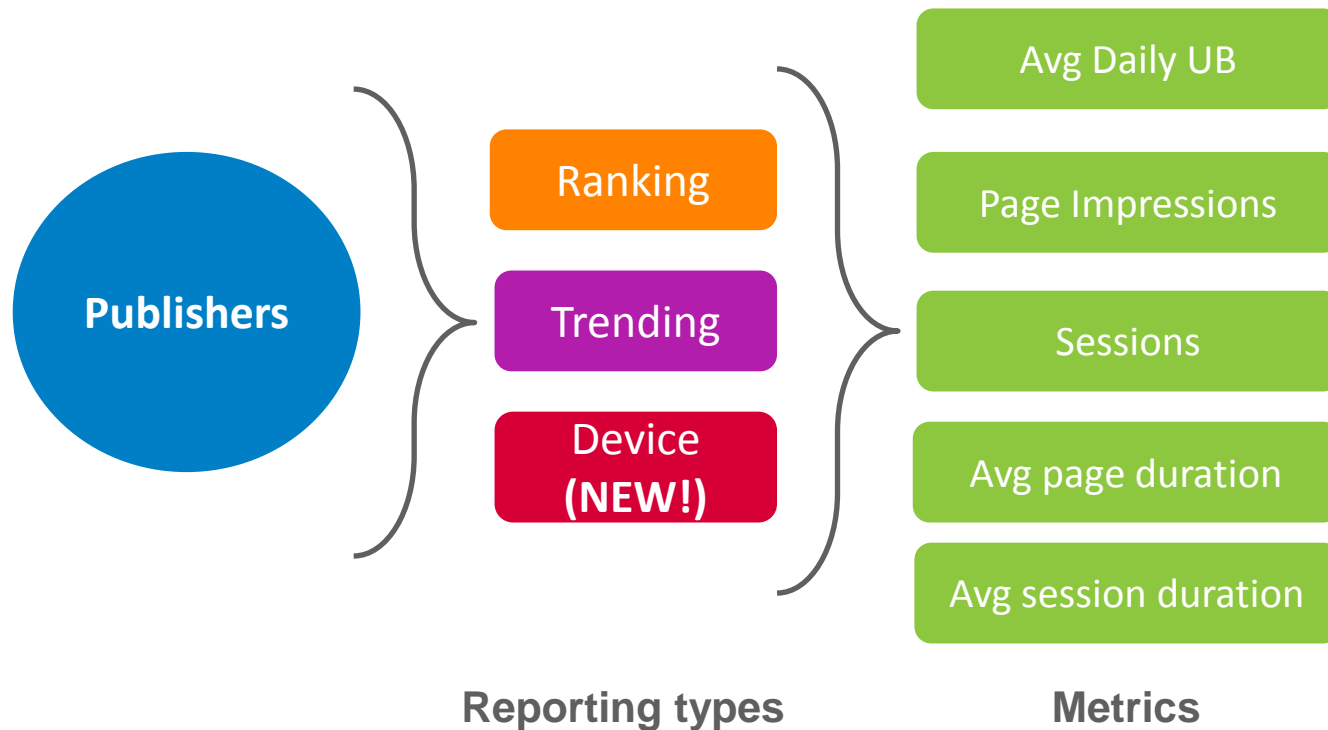 Publishers
Ranking
Trending
Device
(NEW!)
Reporting types
Avg Daily UB
Page Impressions
Sessions
Avg page duration
Avg session duration
Metrics